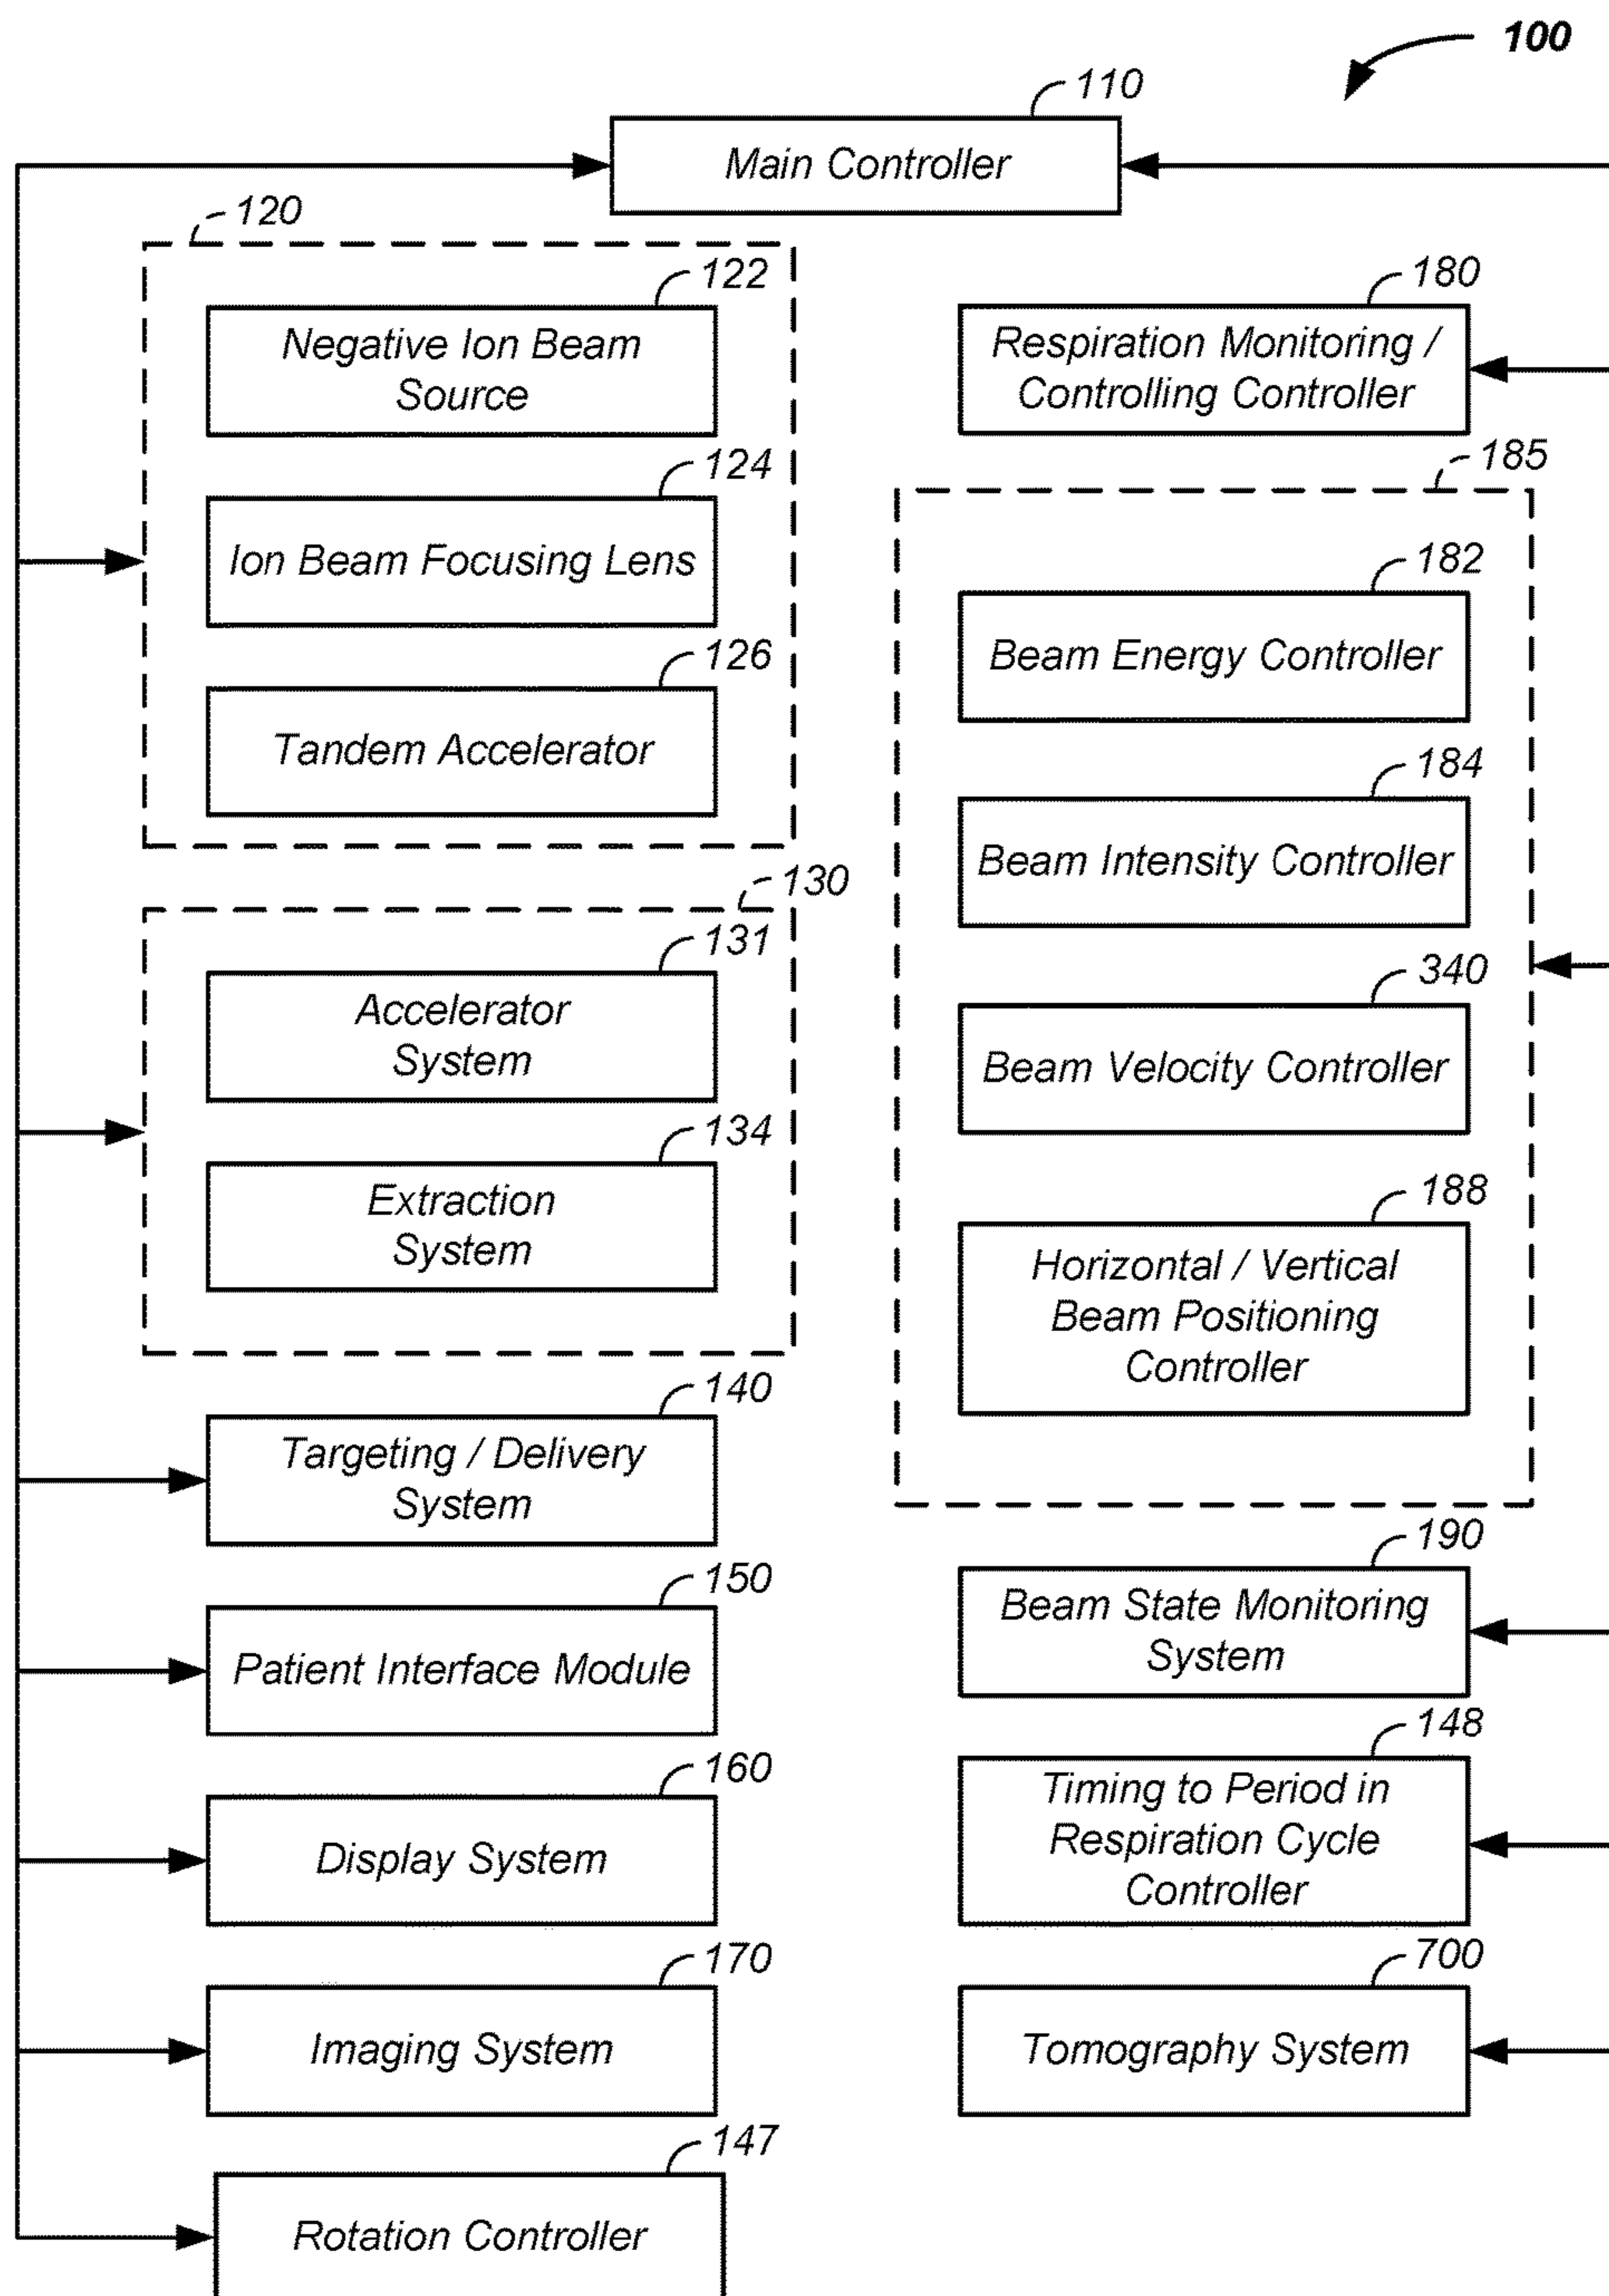 100
110
Main Controller
120
122
Negative Ion Beam
Source
124
Ion Beam Focusing Lens
126
Tandem Accelerator
130
131
Accelerator
System
134
Extraction
System
140
Targeting / Delivery
System
150
Patient Interface Module
160
Display System
170
Imaging System
147
Rotation Controller
180
Respiration Monitoring /
Controlling Controller
185
182
Beam Energy Controller
184
Beam Intensity Controller
340
Beam Velocity Controller
188
Horizontal / Vertical
Beam Positioning
Controller
190
Beam State Monitoring
System
148
Timing to Period in
Respiration Cycle
Controller
700
Tomography System